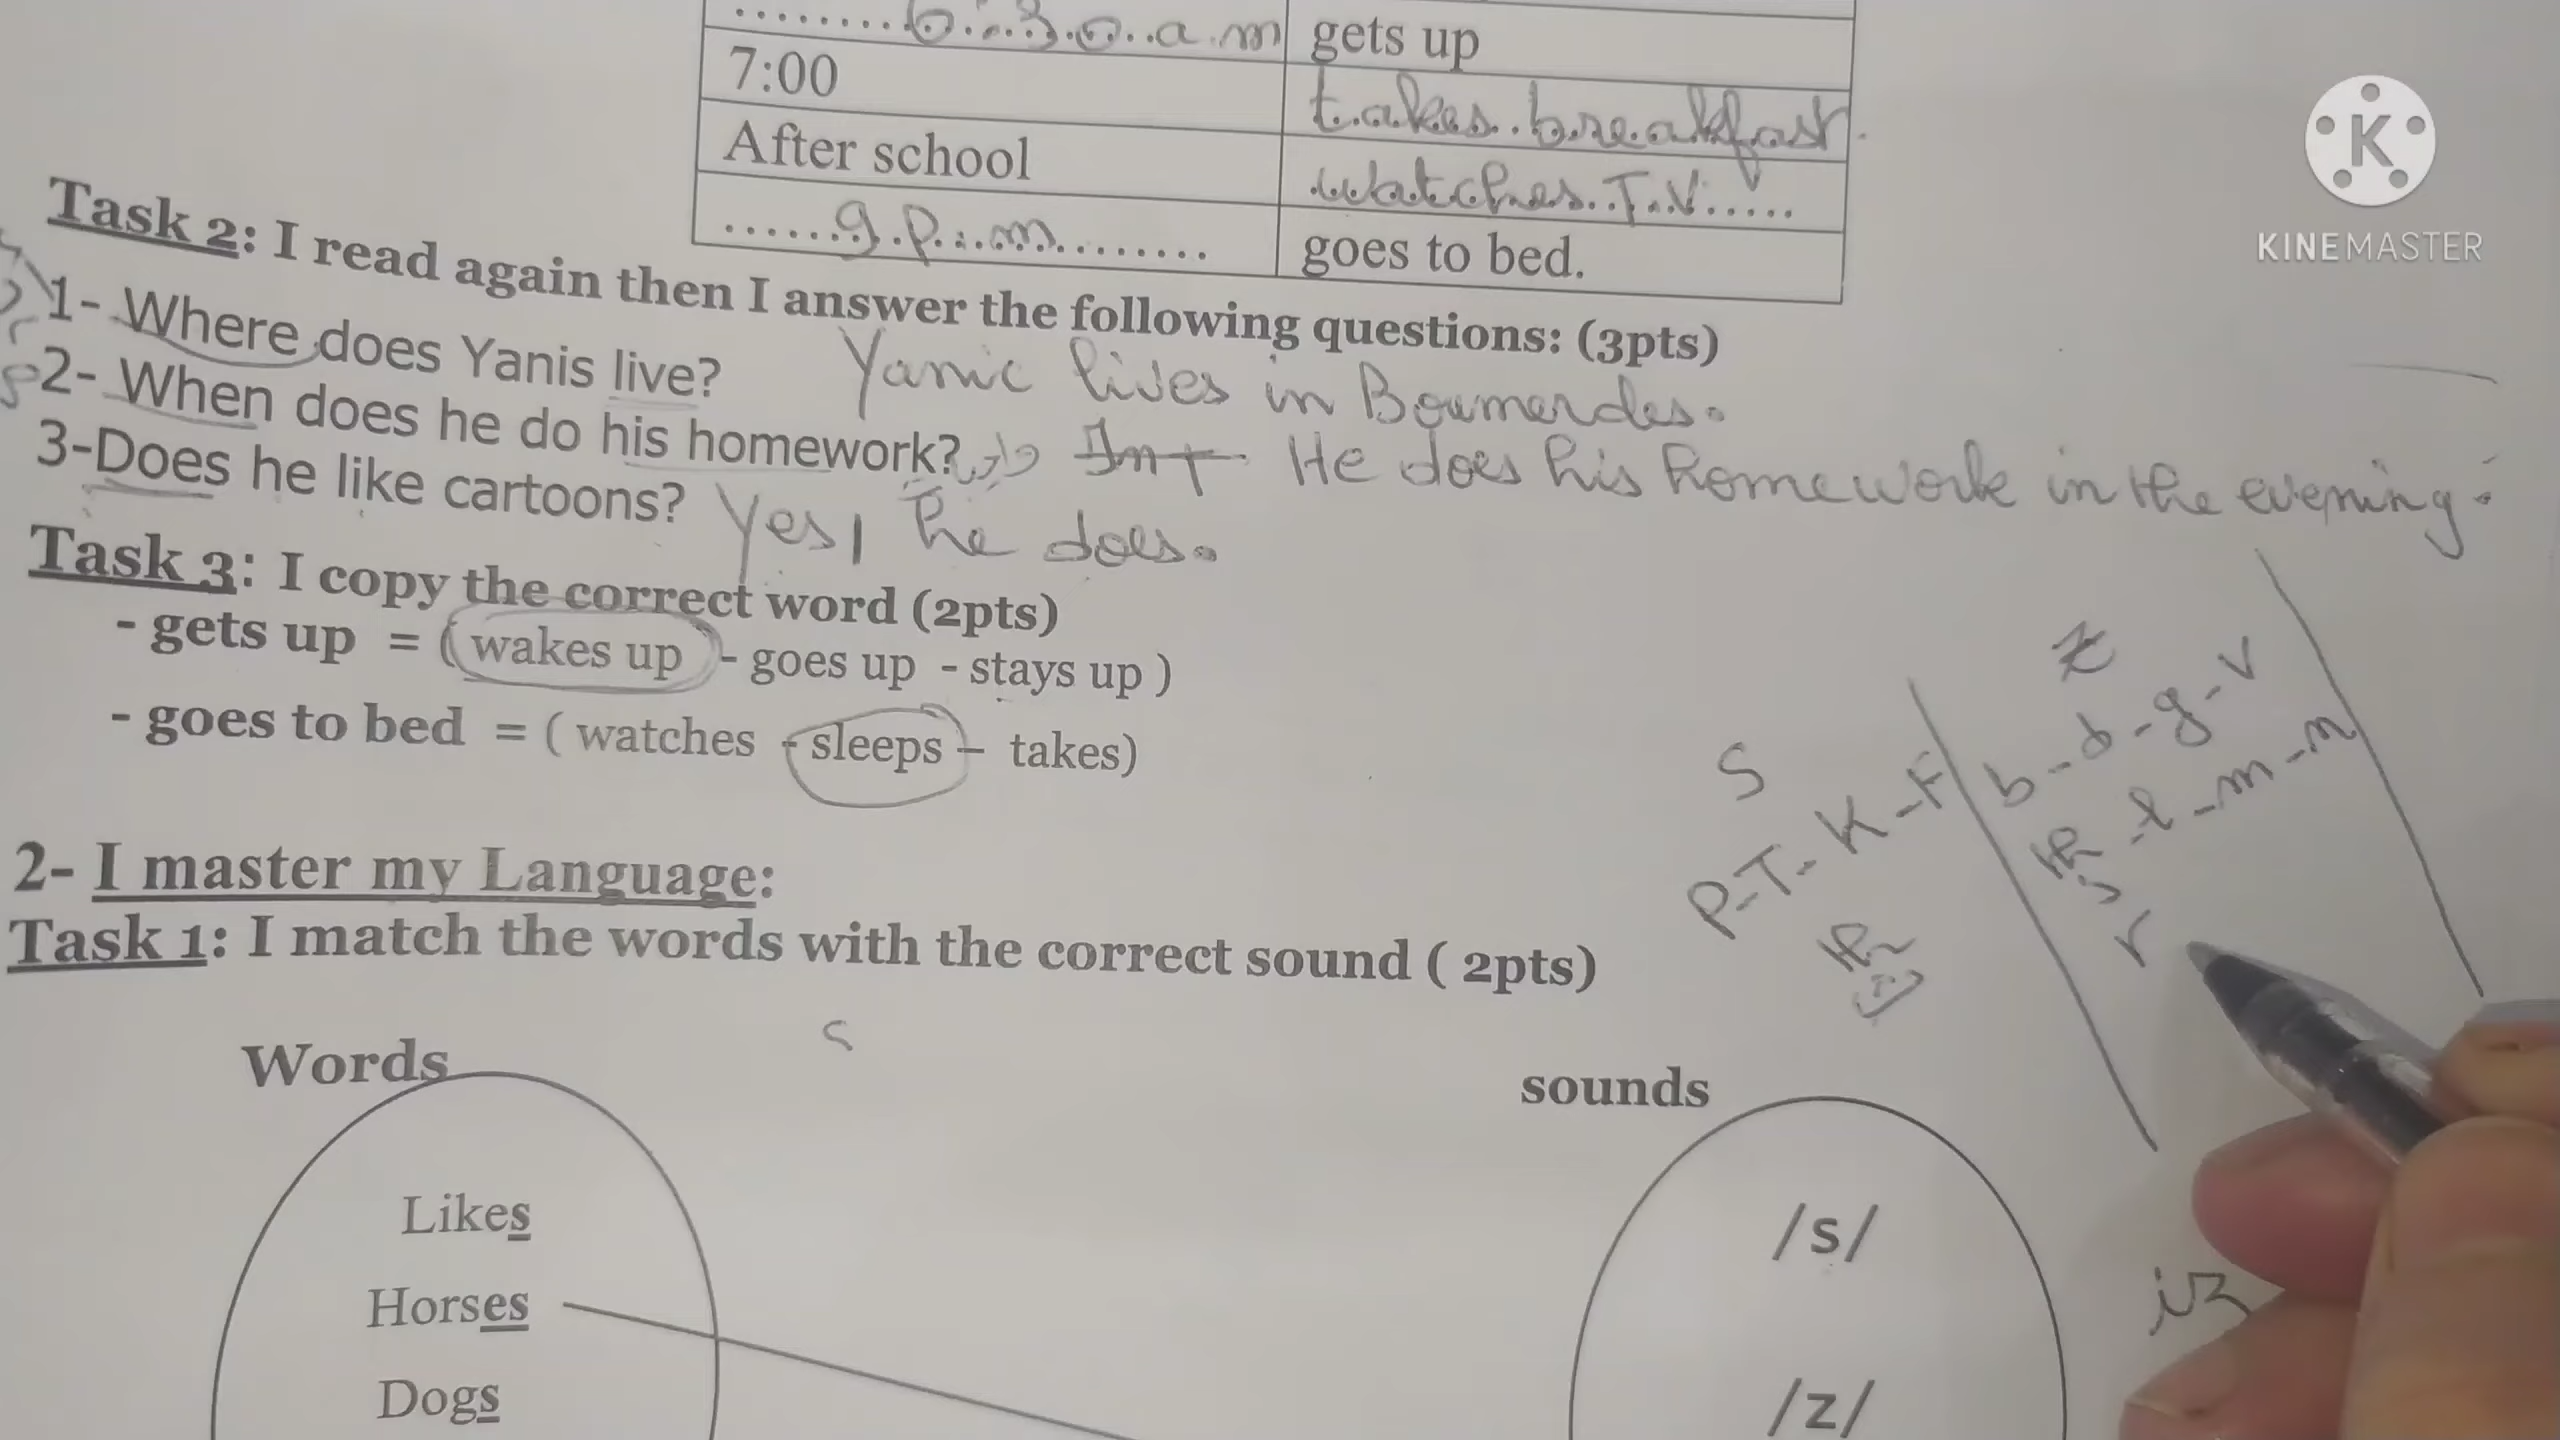 ........6:30 a.m gets up
7:00 takes breakfast.
After school watches T.V.....
......9 p.m......... goes to bed.
K
KINEMASTER
Task 2: I read again then I answer the following questions: (3pts)
1- Where does Yanis live? Yanic lives in Boumerdes.
2- When does he do his homework? Int He does his homework in the evening.
3-Does he like cartoons? Yes, he does.
Task 3: I copy the correct word (2pts)
- gets up = ( wakes up - goes up - stays up )
- goes to bed = ( watches - sleeps – takes)
S
P-T-K-F
Z
b-d-g-v
l-m-n
r
2- I master my Language:
Task 1: I match the words with the correct sound ( 2pts)
s
Words sounds
Likes /s/
Horses iz
Dogs /z/